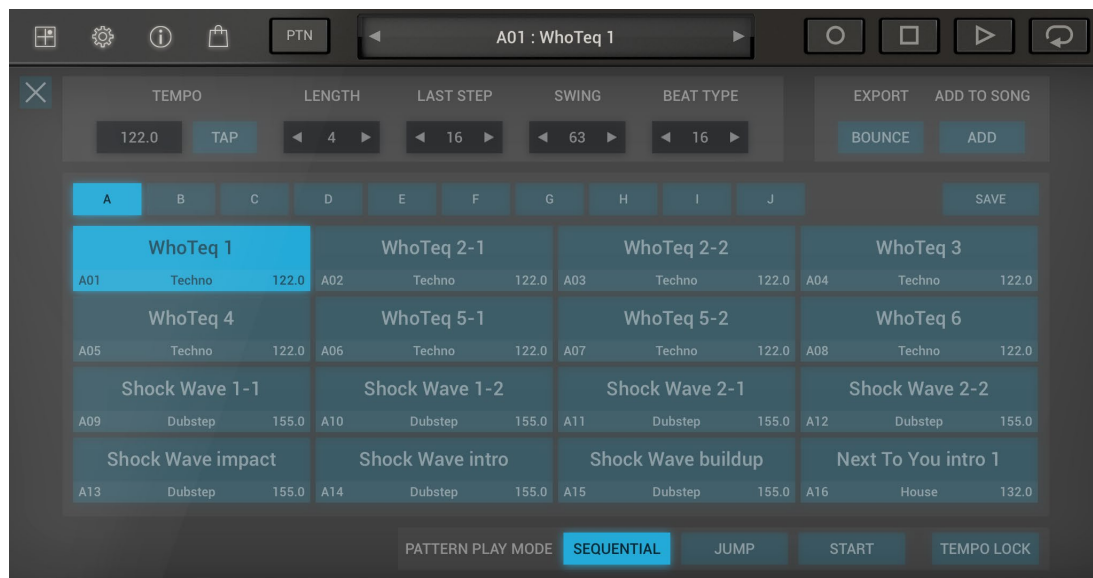 PTN A01 : WhoTeq 1
TEMPO LENGTH LAST STEP SWING BEAT TYPE EXPORT ADD TO SONG
122.0 TAP 4 16 63 16 BOUNCE ADD
A B C D E F G H I J SAVE
WhoTeq 1 WhoTeq 2-1 WhoTeq 2-2 WhoTeq 3
A01 Techno 122.0 A02 Techno 122.0 A03 Techno 122.0 A04 Techno 122.0
WhoTeq 4 WhoTeq 5-1 WhoTeq 5-2 WhoTeq 6
A05 Techno 122.0 A06 Techno 122.0 A07 Techno 122.0 A08 Techno 122.0
Shock Wave 1-1 Shock Wave 1-2 Shock Wave 2-1 Shock Wave 2-2
A09 Dubstep 155.0 A10 Dubstep 155.0 A11 Dubstep 155.0 A12 Dubstep 155.0
Shock Wave impact Shock Wave intro Shock Wave buildup Next To You intro 1
A13 Dubstep 155.0 A14 Dubstep 155.0 A15 Dubstep 155.0 A16 House 132.0
PATTERN PLAY MODE SEQUENTIAL JUMP START TEMPO LOCK